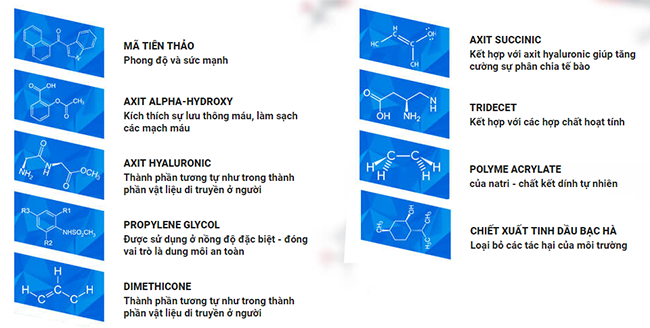 MÃ TIÊN THẢO
Phong độ và sức mạnh
AXIT ALPHA-HYDROXY
Kích thích sự lưu thông máu, làm sạch
các mạch máu
AXIT HYALURONIC
Thành phần tương tự như trong thành
phần vật liệu di truyền ở người
PROPYLENE GLYCOL
Được sử dụng ở nồng độ đặc biệt - đóng
vai trò là dung môi an toàn
DIMETHICONE
Thành phần tương tự như trong thành
phần vật liệu di truyền ở người
AXIT SUCCINIC
Kết hợp với axit hyaluronic giúp tăng
cường sự phân chia tế bào
TRIDECET
Kết hợp với các hợp chất hoạt tính
POLYME ACRYLATE
của natri - chất kết dính tự nhiên
CHIẾT XUẤT TINH DẦU BẠC HÀ
Loại bỏ các tác hại của môi trường